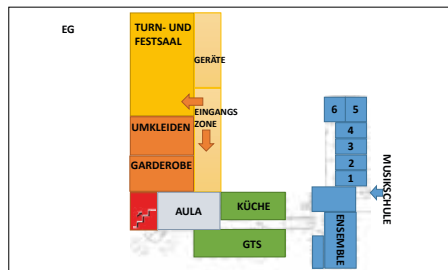 EG
TURN- UND
FESTSAAL
GERÄTE
EINGANGS
ZONE
UMKLEIDEN
GARDEROBE
AULA
KÜCHE
GTS
6 5
4
3
2
1
MUSIKSCHULE
ENSEMBLE